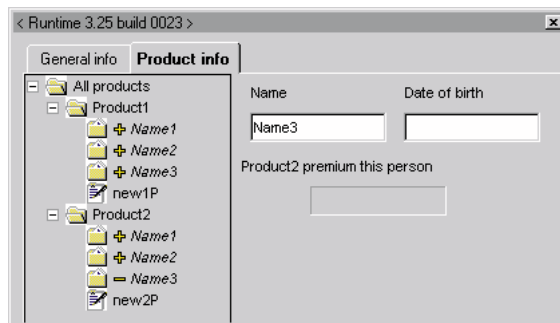 < Runtime 3.25 build 0023 >
General info Product info
All products
Product1
Name1
Name2
Name3
new1P
Product2
Name1
Name2
Name3
new2P
Name Date of birth
Name3
Product2 premium this person